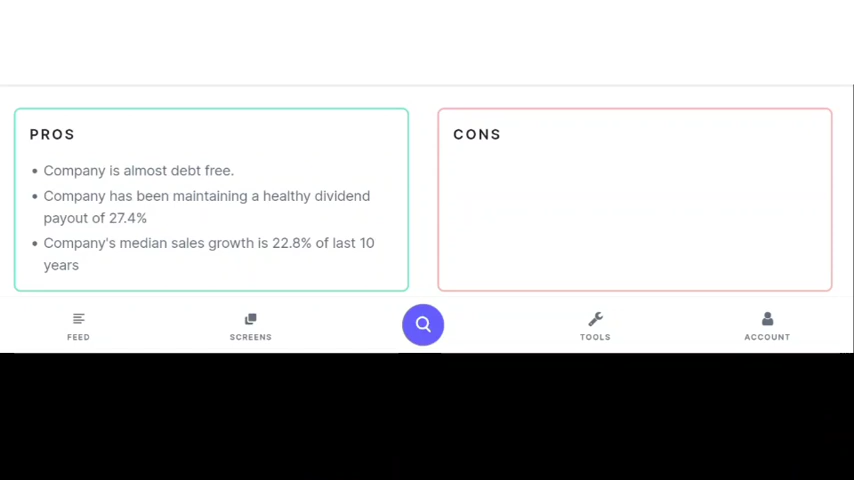 PROS
• Company is almost debt free.
• Company has been maintaining a healthy dividend
payout of 27.4%
• Company's median sales growth is 22.8% of last 10
years
CONS
FEED
SCREENS
TOOLS
ACCOUNT